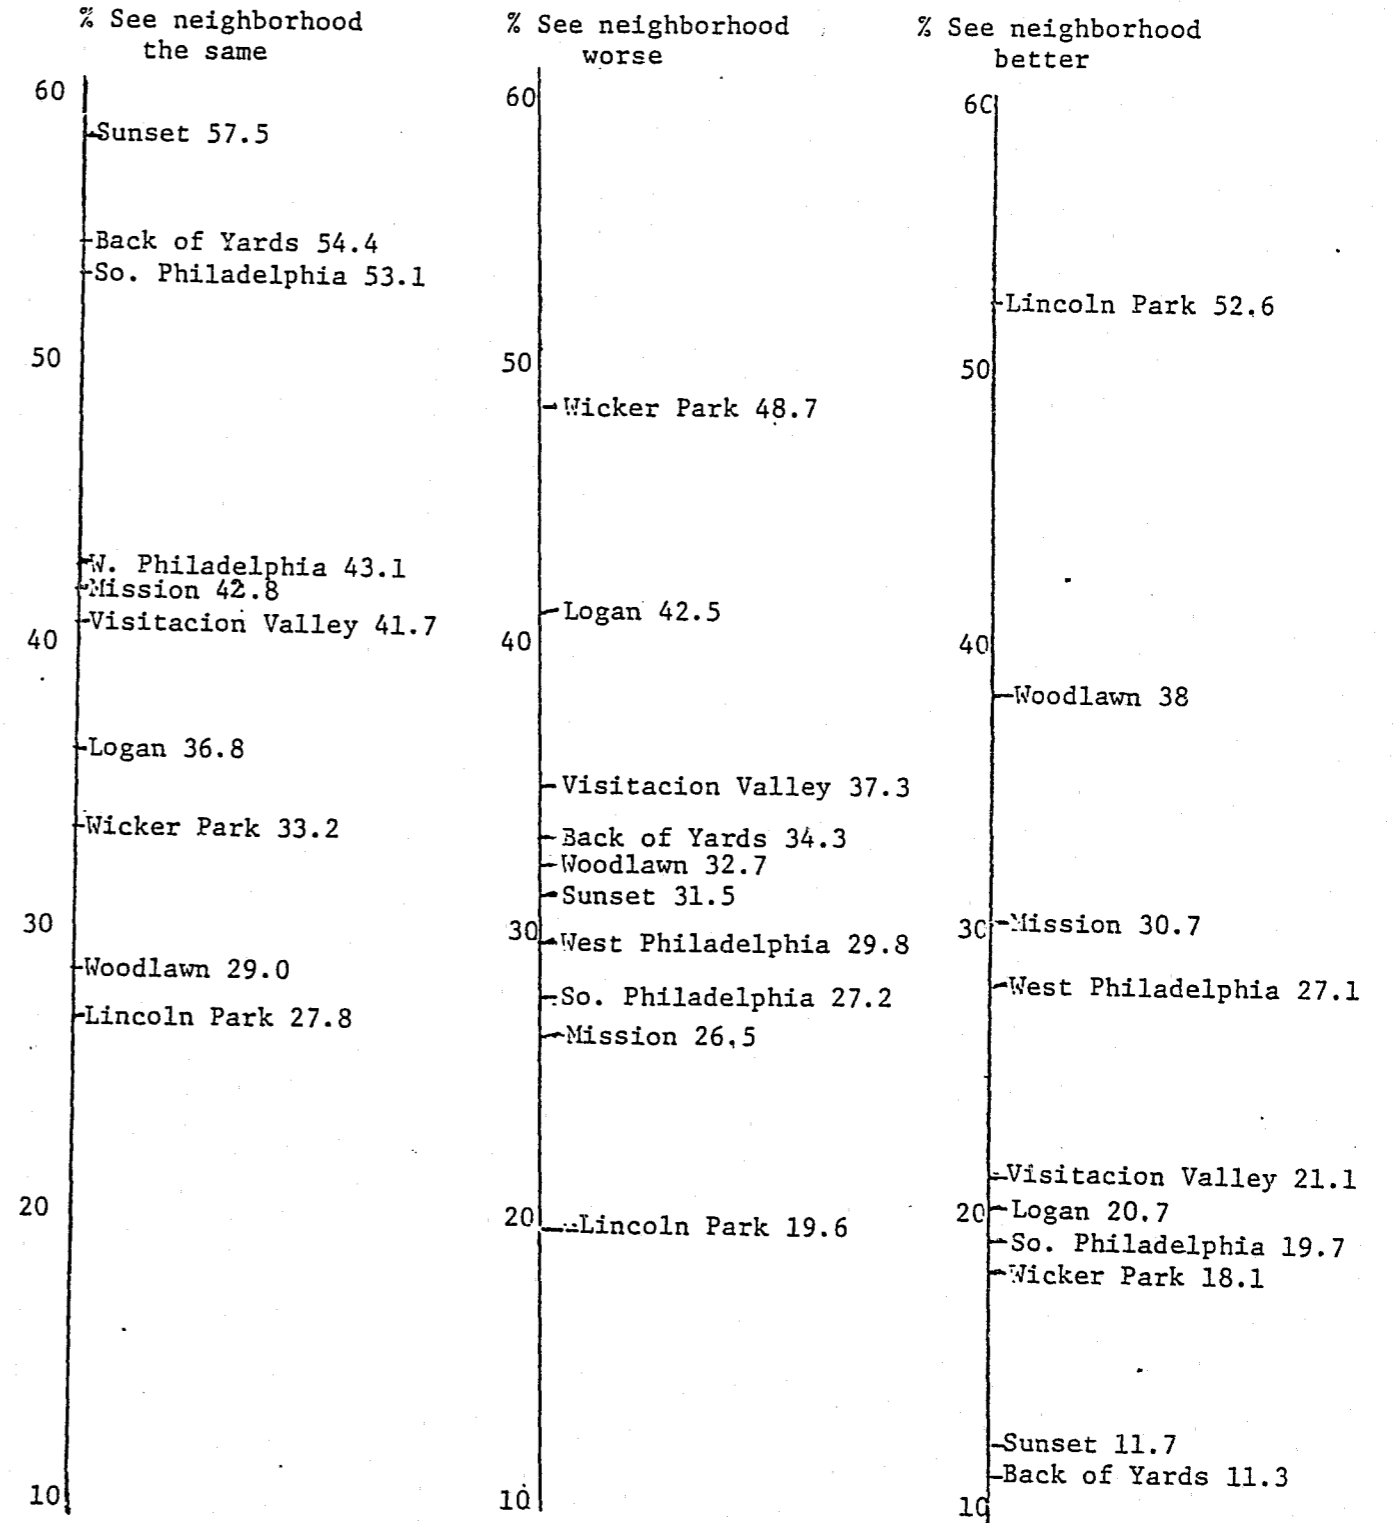 % See neighborhood
the same
60
Sunset 57.5
Back of Yards 54.4
So. Philadelphia 53.1
50
W. Philadelphia 43.1
Mission 42.8
Visitacion Valley 41.7
40
Logan 36.8
Wicker Park 33.2
30
Woodlawn 29.0
Lincoln Park 27.8
20
10
% See neighborhood
worse
60
50
Wicker Park 48.7
Logan 42.5
40
Visitacion Valley 37.3
Back of Yards 34.3
Woodlawn 32.7
Sunset 31.5
30
West Philadelphia 29.8
So. Philadelphia 27.2
Mission 26.5
20
Lincoln Park 19.6
10
% See neighborhood
better
60
Lincoln Park 52.6
50
40
Woodlawn 38
30
Mission 30.7
West Philadelphia 27.1
Visitacion Valley 21.1
20
Logan 20.7
So. Philadelphia 19.7
Wicker Park 18.1
Sunset 11.7
Back of Yards 11.3
10